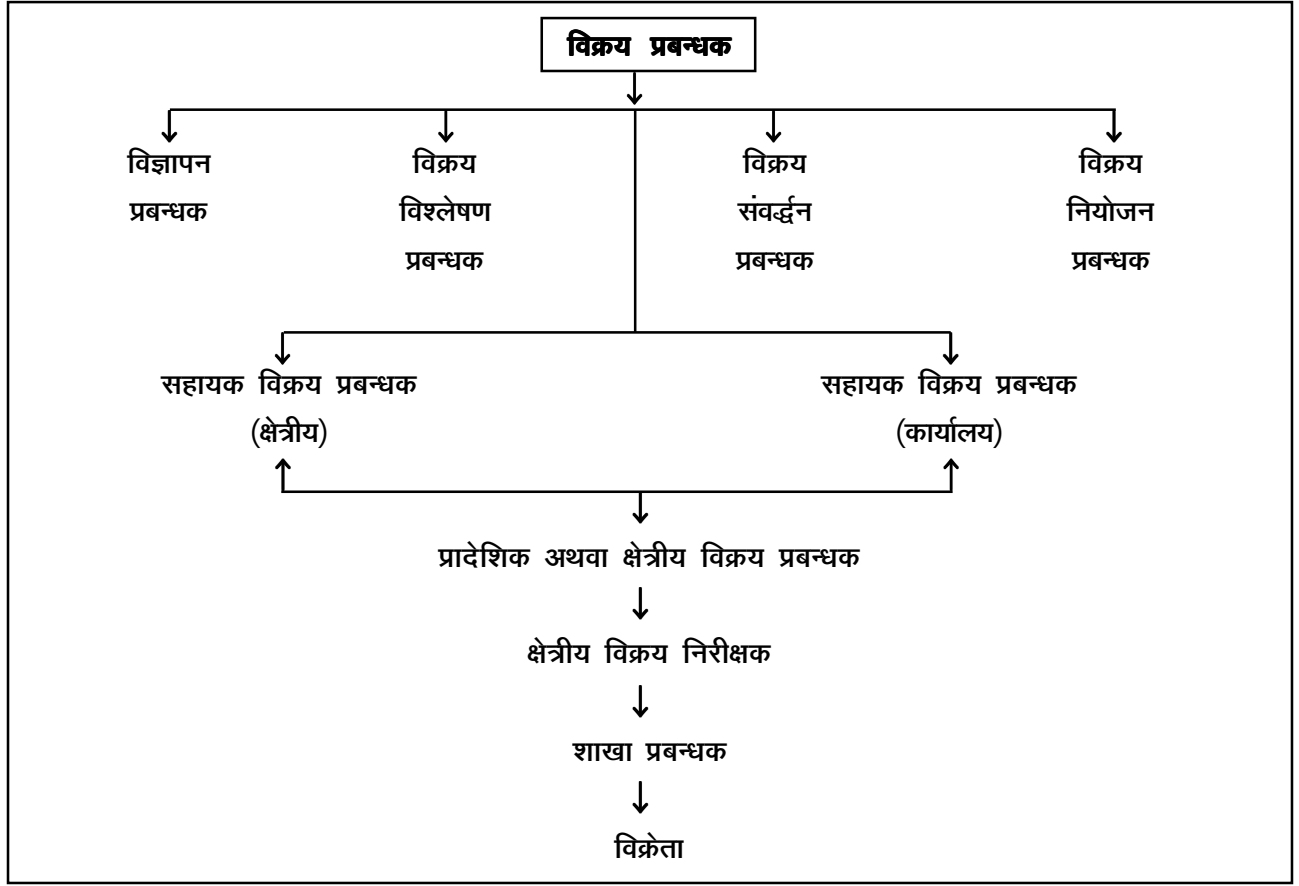 विक्रय प्रबन्धक
विज्ञापन
प्रबन्धक
विक्रय
विश्लेषण
प्रबन्धक
विक्रय
संवर्द्धन
प्रबन्धक
विक्रय
नियोजन
प्रबन्धक
सहायक विक्रय प्रबन्धक
(क्षेत्रीय)
सहायक विक्रय प्रबन्धक
(कार्यालय)
प्रादेशिक अथवा क्षेत्रीय विक्रय प्रबन्धक
क्षेत्रीय विक्रय निरीक्षक
शाखा प्रबन्धक
विक्रेता